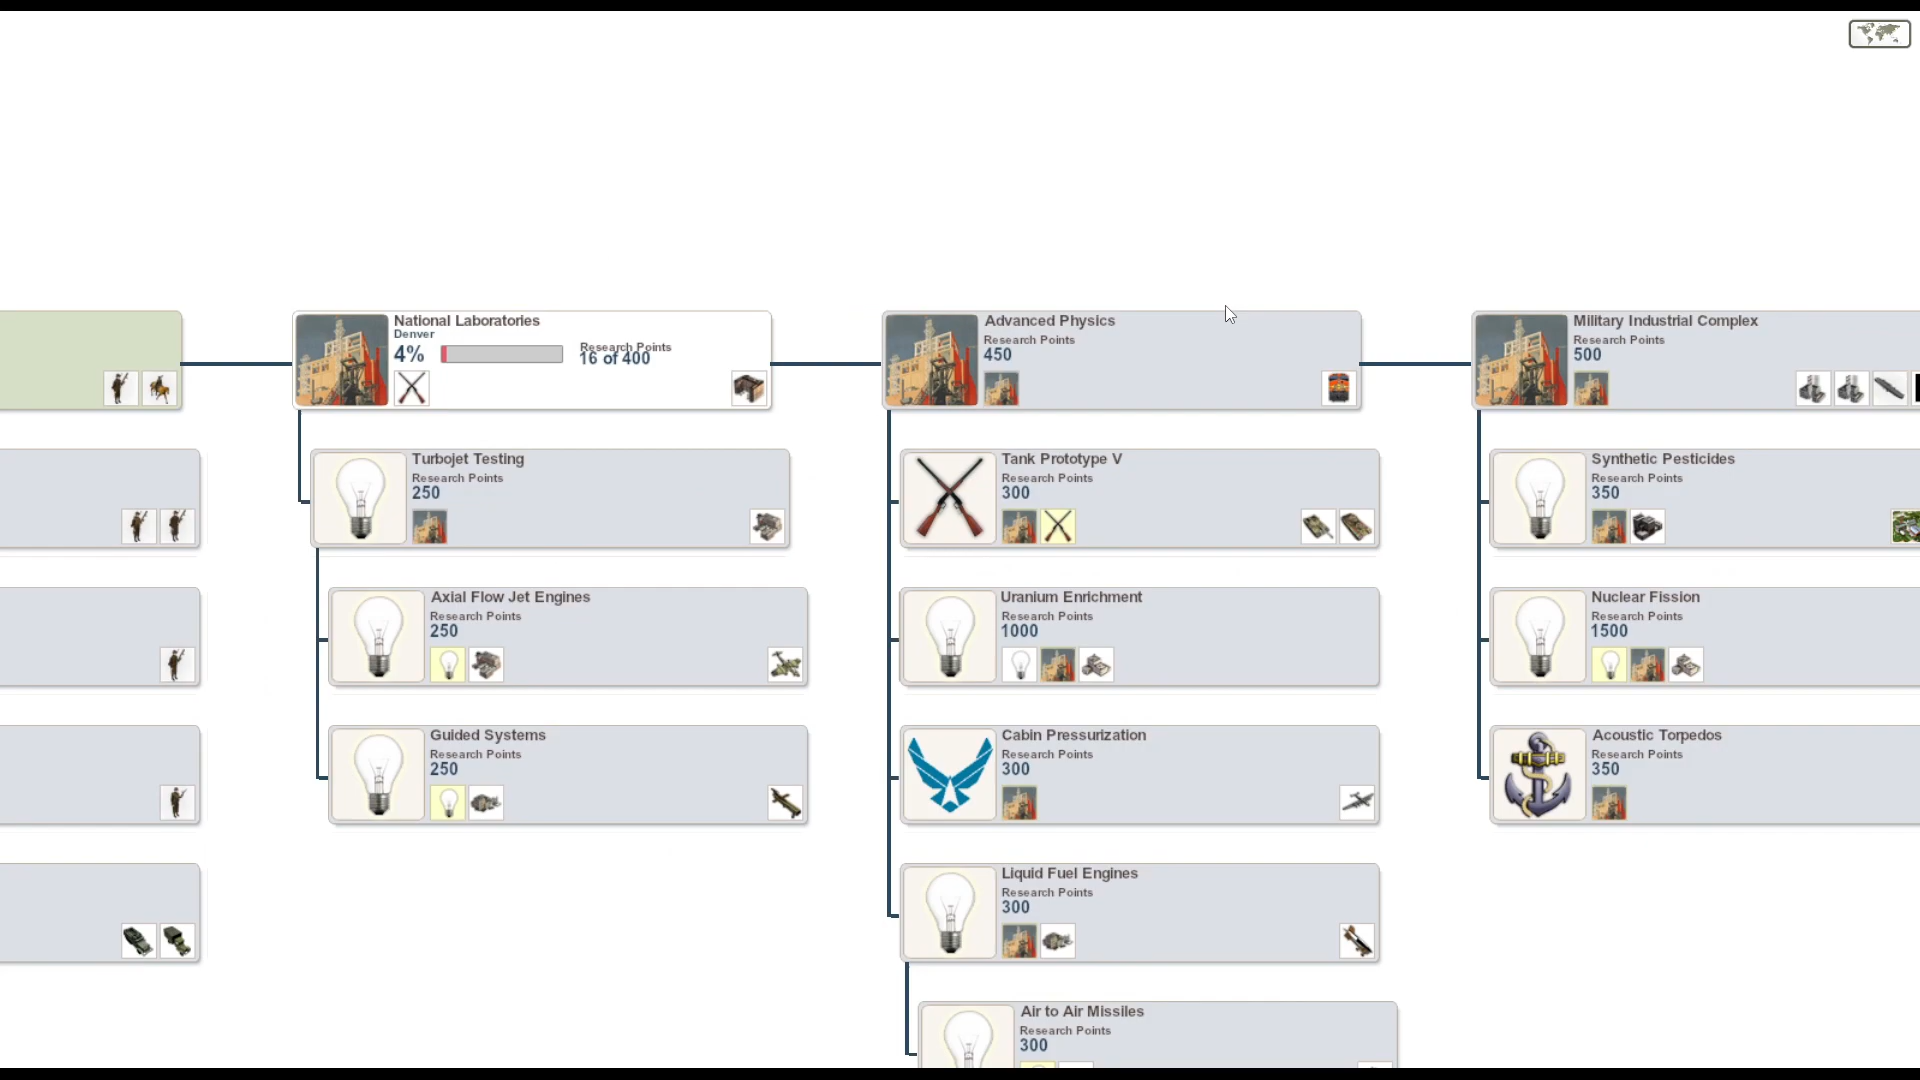 National Laboratories
Denver
4%
Research Points
16 of 400
Advanced Physics
Research Points
450
Military Industrial Complex
Research Points
500
Turbojet Testing
Research Points
250
Tank Prototype V
Research Points
300
Synthetic Pesticides
Research Points
350
Axial Flow Jet Engines
Research Points
250
Uranium Enrichment
Research Points
1000
Nuclear Fission
Research Points
1500
Guided Systems
Research Points
250
Cabin Pressurization
Research Points
300
Acoustic Torpedos
Research Points
350
Liquid Fuel Engines
Research Points
300
Air to Air Missiles
Research Points
300